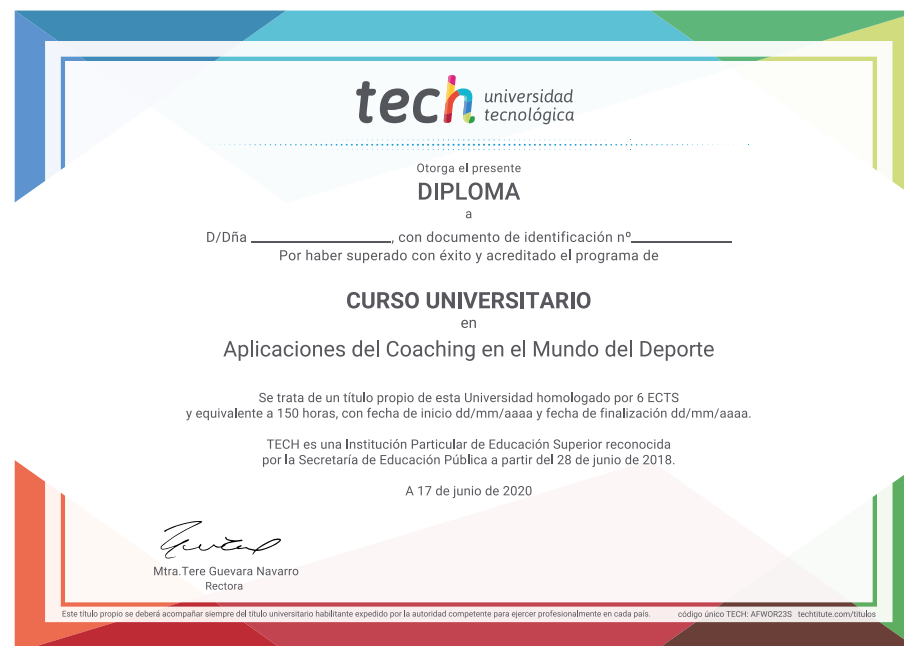 tech universidad
tecnológica
Otorga el presente
DIPLOMA
a
D/Dña ____________________, con documento de identificación nº______________
Por haber superado con éxito y acreditado el programa de
CURSO UNIVERSITARIO
en
Aplicaciones del Coaching en el Mundo del Deporte
Se trata de un título propio de esta Universidad homologado por 6 ECTS
y equivalente a 150 horas, con fecha de inicio dd/mm/aaaa y fecha de finalización dd/mm/aaaa.
TECH es una Institución Particular de Educación Superior reconocida
por la Secretaría de Educación Pública a partir del 28 de junio de 2018.
A 17 de junio de 2020
Mtra.Tere Guevara Navarro
Rectora
Este título propio se deberá acompañar siempre del título universitario habilitante expedido por la autoridad competente para ejercer profesionalmente en cada país. código único TECH: AFWOR23S techtitute.com/titulos